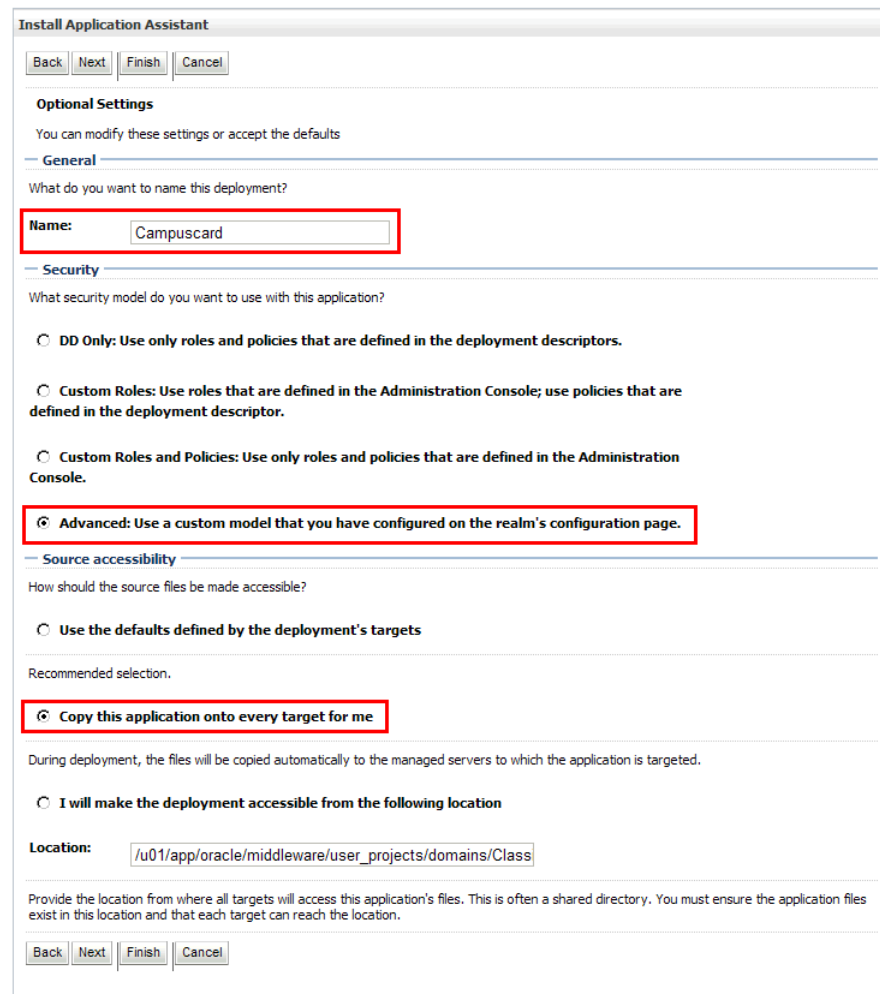 Install Application Assistant
Back Next Finish Cancel
Optional Settings
You can modify these settings or accept the defaults
General
What do you want to name this deployment?
Name: Campuscard
Security
What security model do you want to use with this application?
DD Only: Use only roles and policies that are defined in the deployment descriptors.
Custom Roles: Use roles that are defined in the Administration Console; use policies that are
defined in the deployment descriptor.
Custom Roles and Policies: Use only roles and policies that are defined in the Administration
Console.
Advanced: Use a custom model that you have configured on the realm's configuration page.
Source accessibility
How should the source files be made accessible?
Use the defaults defined by the deployment's targets
Recommended selection.
Copy this application onto every target for me
During deployment, the files will be copied automatically to the managed servers to which the application is targeted.
I will make the deployment accessible from the following location
Location: /u01/app/oracle/middleware/user_projects/domains/Class
Provide the location from where all targets will access this application's files. This is often a shared directory. You must ensure the application files
exist in this location and that each target can reach the location.
Back Next Finish Cancel